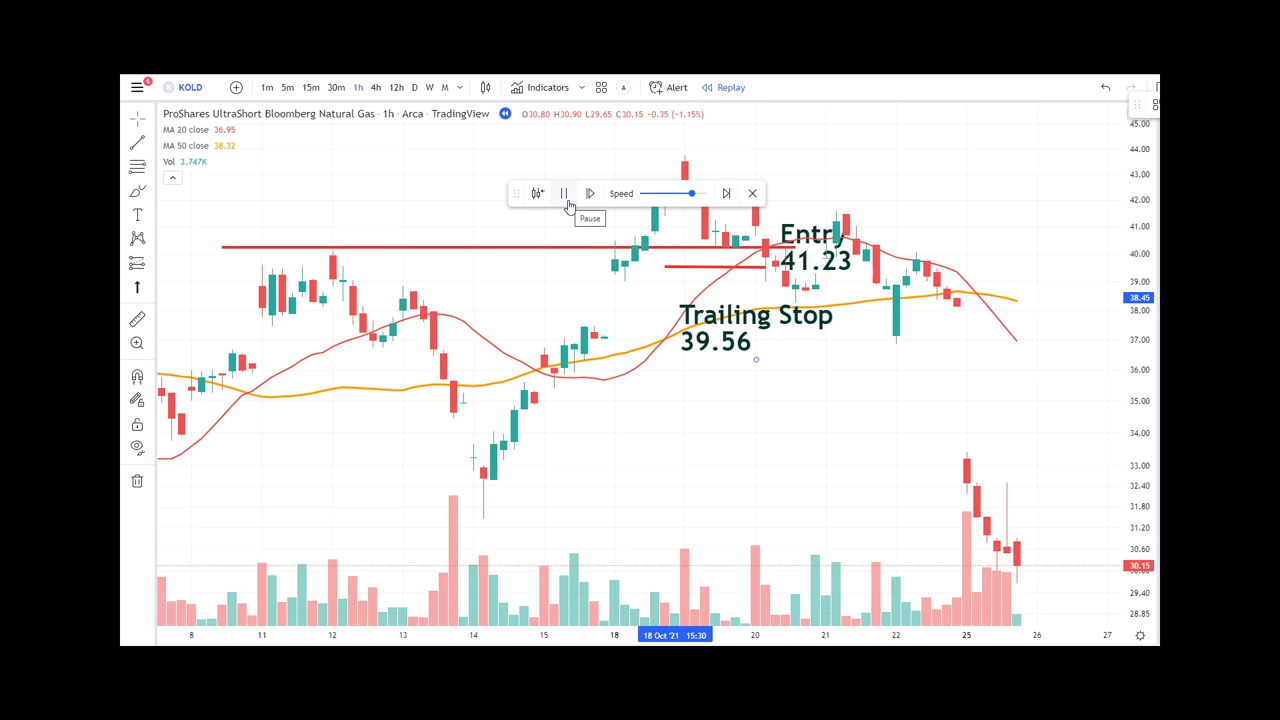 6
KOLD
1m 5m 15m 30m 1h 4h 12h D W M
Indicators
A
Alert
Replay
ProShares UltraShort Bloomberg Natural Gas · 1h · Arca · TradingView
O30.80 H30.90 L29.65 C30.15 −0.35 (−1.15%)
MA 20 close 36.95
MA 50 close 38.32
Vol 3.747K
Speed
Pause
Entry
41.23
Trailing Stop
39.56
45.00
44.00
43.00
42.00
41.00
40.00
39.00
38.45
38.00
37.00
36.00
35.00
34.00
33.00
32.40
31.80
31.20
30.60
30.15
29.40
28.85
8 11 12 13 14 15 18 18 Oct '21 15:30 20 21 22 25 26 27